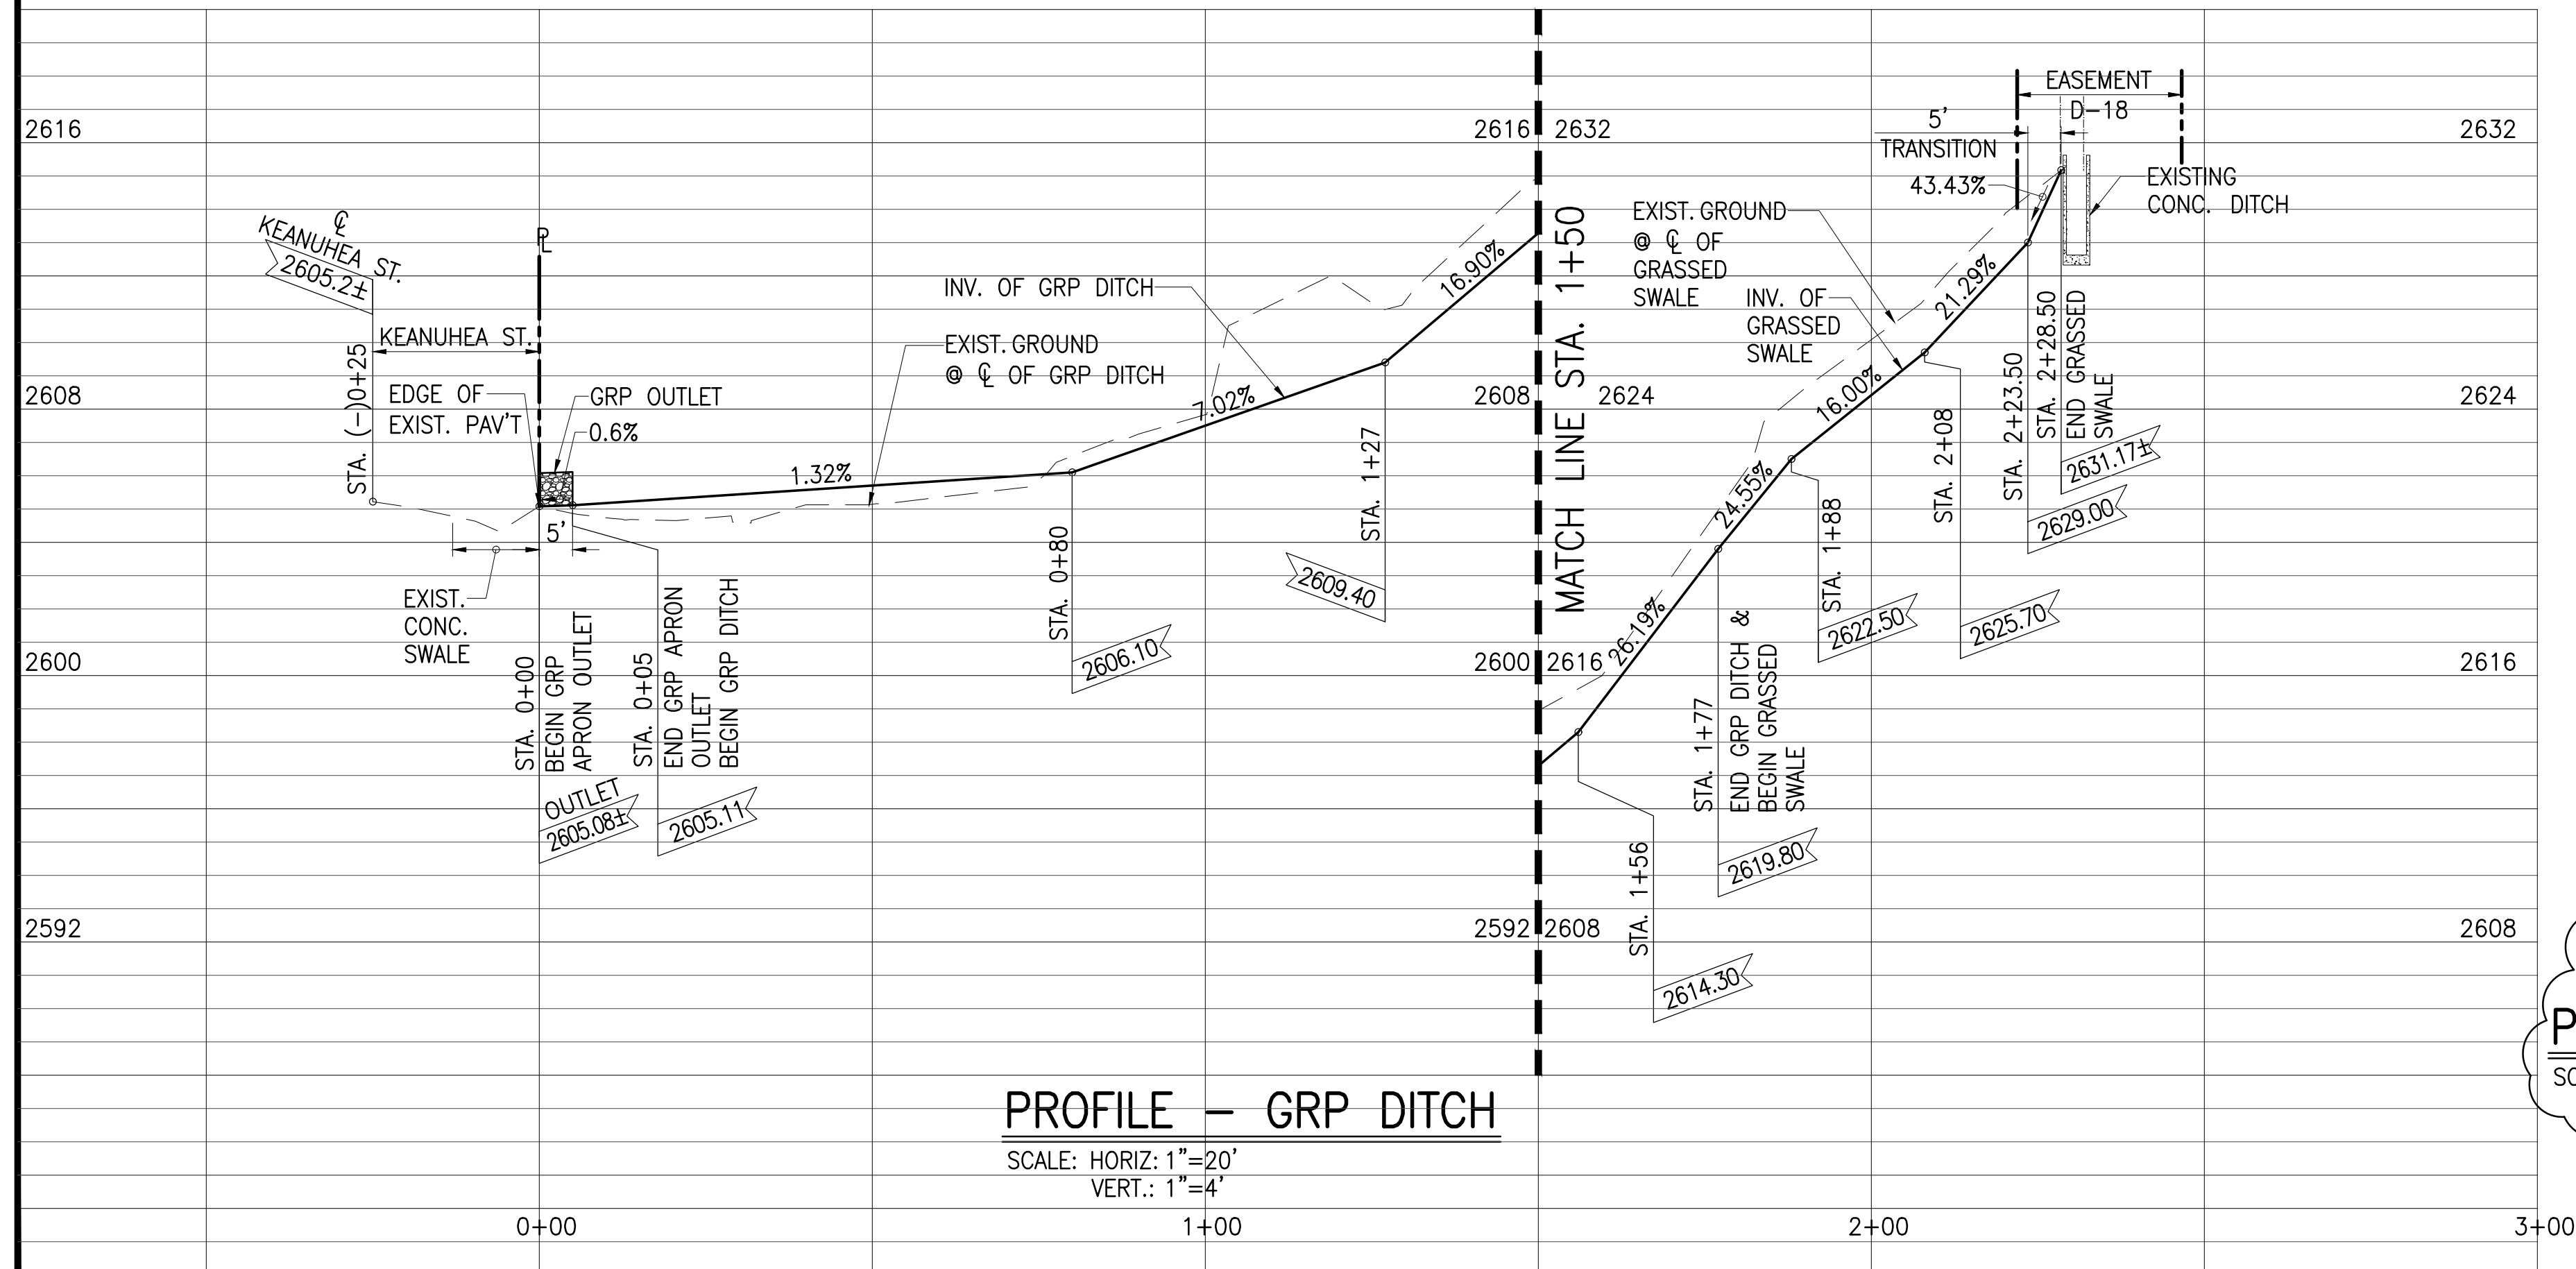 2616
2608
2600
2592
2616
2608
2600
2592
2632
2624
2616
2608
2632
2624
2616
2608
℄
KEANUHEA ST.
2605.2±
STA. (-)0+25
KEANUHEA ST.
PL
EDGE OF
EXIST. PAV'T
GRP OUTLET
0.6%
5'
EXIST.
CONC.
SWALE
STA. 0+00
BEGIN GRP
APRON OUTLET
OUTLET
2605.08±
STA. 0+05
END GRP APRON
OUTLET
BEGIN GRP DITCH
2605.11
1.32%
INV. OF GRP DITCH
EXIST. GROUND
@ ℄ OF GRP DITCH
STA. 0+80
2606.10
7.02%
STA. 1+27
2609.40
16.90%
MATCH LINE STA. 1+50
EXIST. GROUND
@ ℄ OF
GRASSED
SWALE
INV. OF
GRASSED
SWALE
STA. 1+56
2614.30
26.19%
STA. 1+77
END GRP DITCH &
BEGIN GRASSED
SWALE
2619.80
24.55%
STA. 1+88
2622.50
16.00%
STA. 2+08
2625.70
21.29%
STA. 2+23.50
2629.00
STA. 2+28.50
END GRASSED
SWALE
2631.17±
5'
TRANSITION
43.43%
EASEMENT
D-18
EXISTING
CONC. DITCH
PROFILE - GRP DITCH
SCALE: HORIZ: 1"=20'
VERT.: 1"=4'
0+00
1+00
2+00
3+00
P
SC